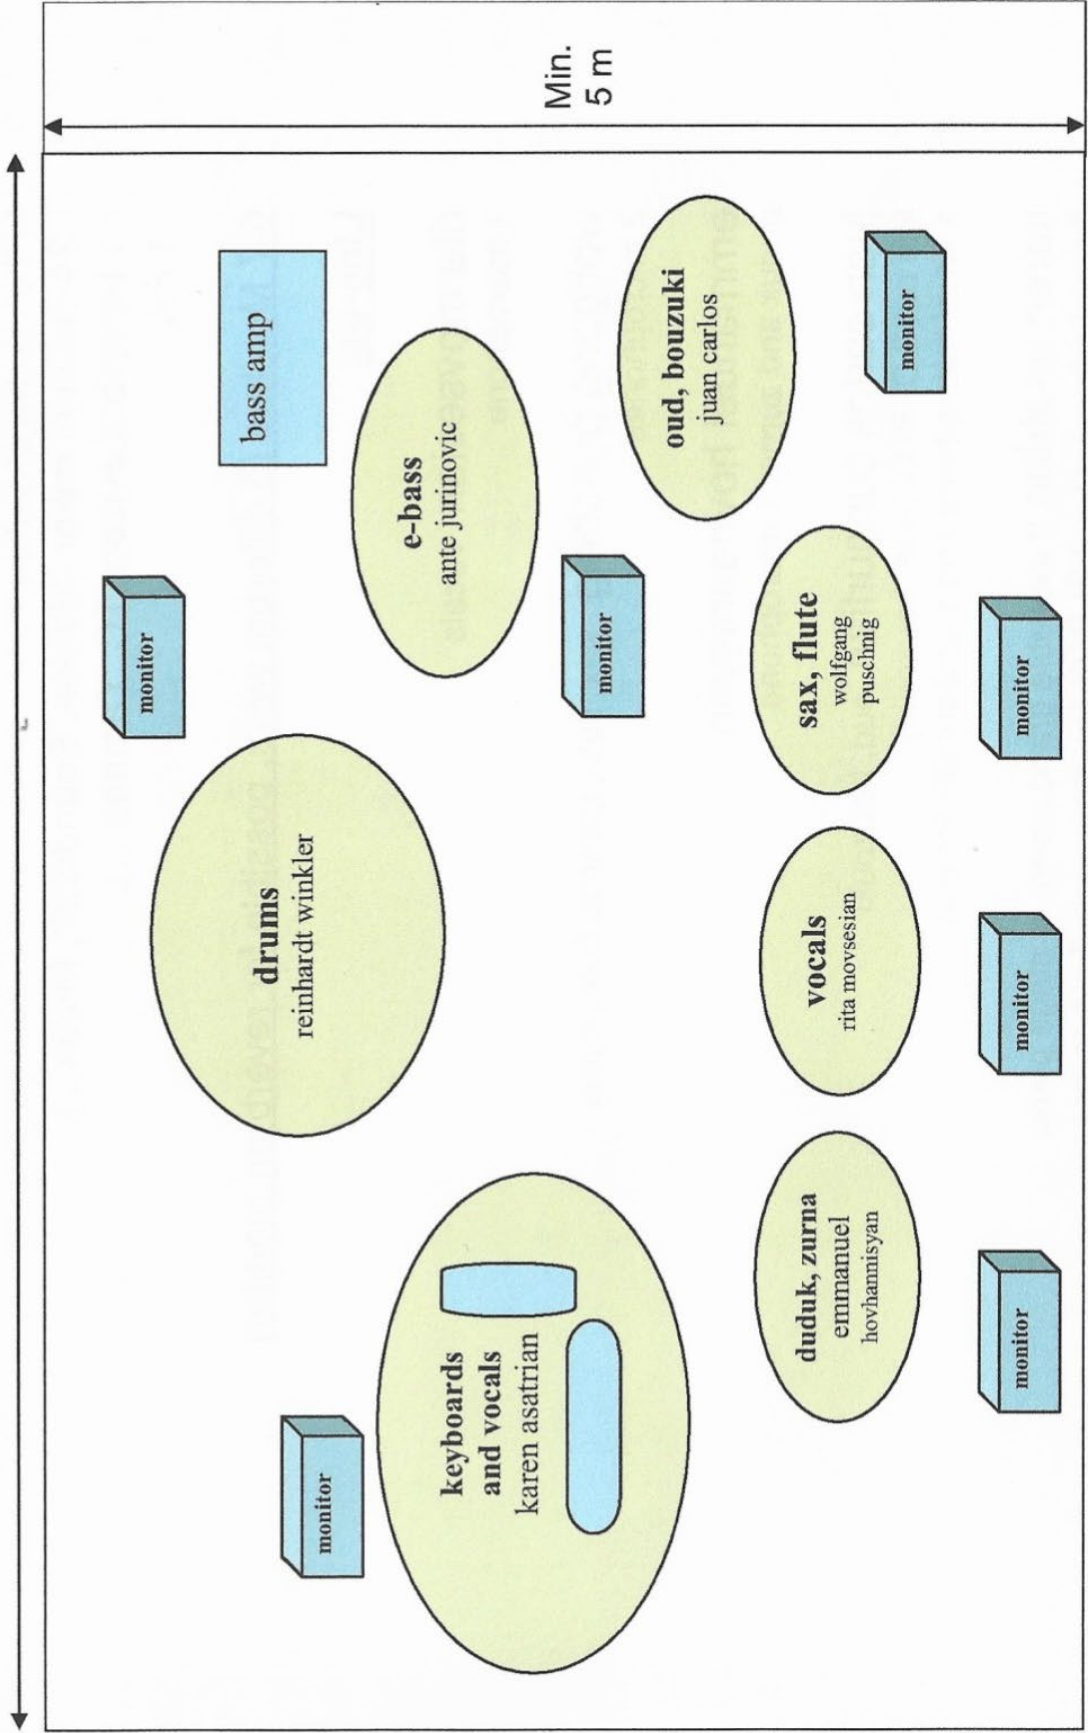 monitor
drums
reinhardt winkler
bass amp
monitor
keyboards
and vocals
karen asatrian
e-bass
ante jurinovic
monitor
Min.
5 m
oud, bouzuki
juan carlos
duduk, zurna
emmanuel
hovhannisyan
vocals
rita movsesian
sax, flute
wolfgang
puschnig
monitor
monitor
monitor
monitor